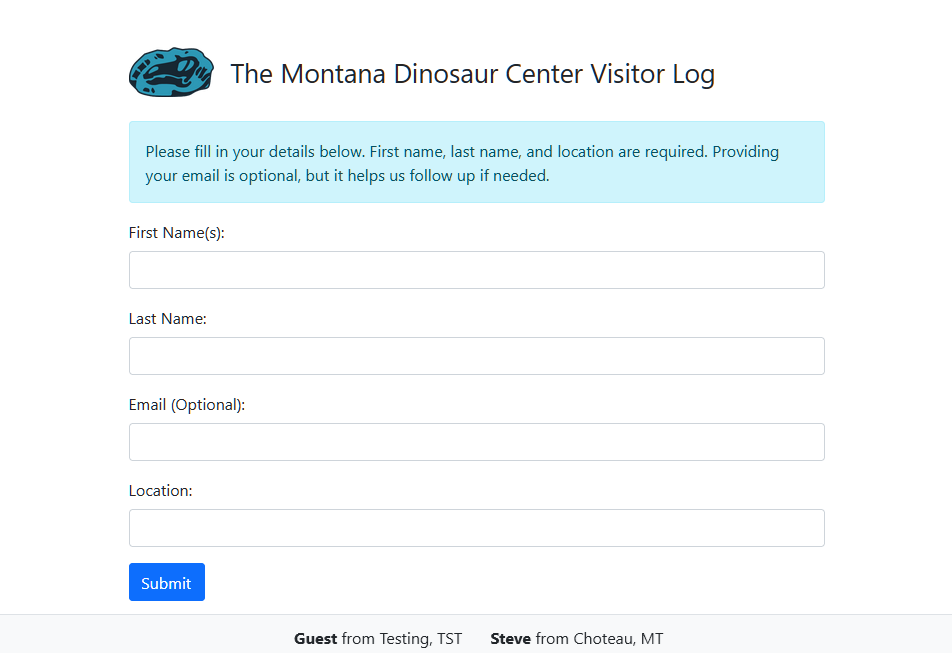 The Montana Dinosaur Center Visitor Log
Please fill in your details below. First name, last name, and location are required. Providing
your email is optional, but it helps us follow up if needed.
First Name(s):
Last Name:
Email (Optional):
Location:
Submit
Guest from Testing, TST Steve from Choteau, MT